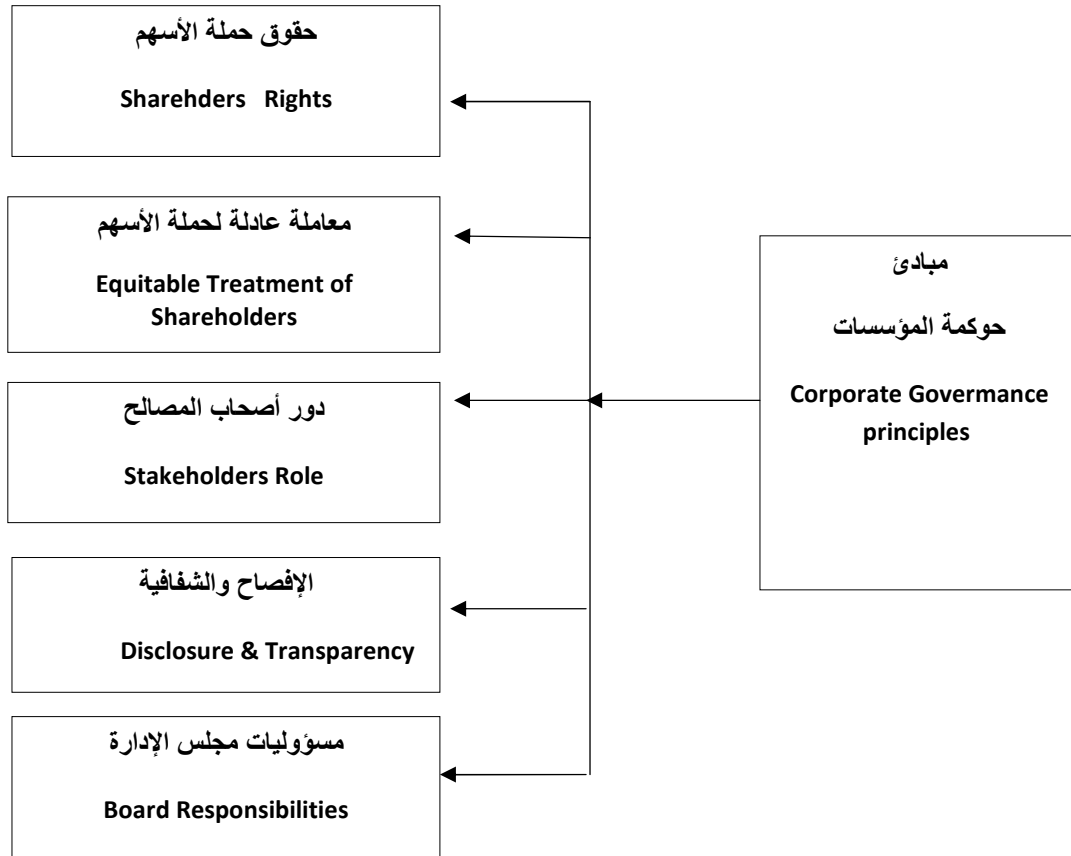 حقوق حملة الأسهم
Sharehders Rights
معاملة عادلة لحملة الأسهم
Equitable Treatment of
Shareholders
دور أصحاب المصالح
Stakeholders Role
الإفصاح والشفافية
Disclosure & Transparency
مسؤوليات مجلس الإدارة
Board Responsibilities
مبادئ
حوكمة المؤسسات
Corporate Govermance
principles